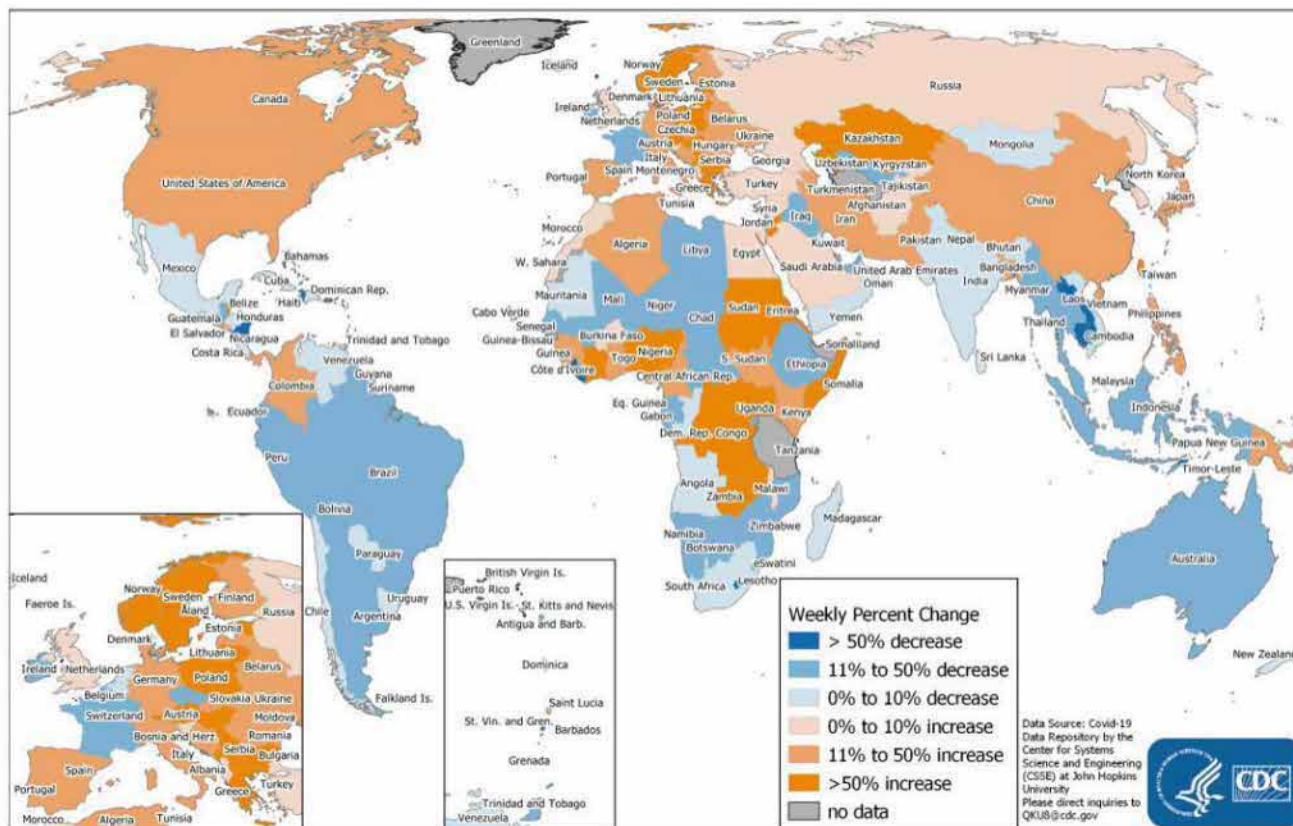 Greenland
Iceland
Norway
Sweden
Estonia
Denmark
Lithuania
Ireland
Netherlands
Poland
Belarus
Czechia
Ukraine
Austria
Hungary
Italy
Serbia
Georgia
Portugal
Spain
Montenegro
Greece
Turkey
Tunisia
Russia
Canada
United States of America
Kazakhstan
Mongolia
Uzbekistan
Kyrgyzstan
Turkmenistan
Tajikistan
North Korea
Japan
Afghanistan
China
Syria
Iraq
Iran
Jordan
Morocco
Algeria
Libya
Egypt
Kuwait
Pakistan
Nepal
Bhutan
W. Sahara
Saudi Arabia
United Arab Emirates
Bangladesh
Taiwan
Oman
India
Myanmar
Laos
Vietnam
Mexico
Bahamas
Cuba
Dominican Rep.
Belize
Haiti
Guatemala
Honduras
El Salvador
Nicaragua
Costa Rica
Trinidad and Tobago
Venezuela
Guyana
Suriname
Colombia
Is.
Ecuador
Mauritania
Mali
Niger
Chad
Sudan
Eritrea
Yemen
Cabo Verde
Senegal
Guinea-Bissau
Burkina Faso
Guinea
Togo
Nigeria
S. Sudan
Ethiopia
Somaliland
Côte d'Ivoire
Central African Rep.
Somalia
Thailand
Philippines
Cambodia
Sri Lanka
Malaysia
Indonesia
Eq. Guinea
Gabon
Uganda
Kenya
Dem. Rep. Congo
Tanzania
Papua New Guinea
Timor-Leste
Peru
Brazil
Bolivia
Paraguay
Uruguay
Chile
Argentina
Falkland Is.
Angola
Malawi
Zambia
Madagascar
Zimbabwe
Namibia
Botswana
eSwatini
South Africa
Lesotho
Australia
New Zealand
Iceland
Faeroe Is.
Norway
Sweden
Finland
Åland
Russia
Estonia
Denmark
Lithuania
Ireland
Netherlands
Belarus
Germany
Poland
Belgium
Slovakia
Ukraine
Switzerland
Austria
Moldova
Bosnia and Herz.
Romania
Italy
Serbia
Bulgaria
Spain
Albania
Portugal
Greece
Turkey
Morocco
Algeria
Tunisia
British Virgin Is.
Puerto Rico
U.S. Virgin Is.
St. Kitts and Nevis
Antigua and Barb.
Dominica
Saint Lucia
St. Vin. and Gren.
Barbados
Grenada
Trinidad and Tobago
Venezuela
Weekly Percent Change
> 50% decrease
11% to 50% decrease
0% to 10% decrease
0% to 10% increase
11% to 50% increase
>50% increase
no data
Data Source: Covid-19
Data Repository by the
Center for Systems
Science and Engineering
(CSSE) at John Hopkins
University
Please direct inquiries to
QKU8@cdc.gov
CDC